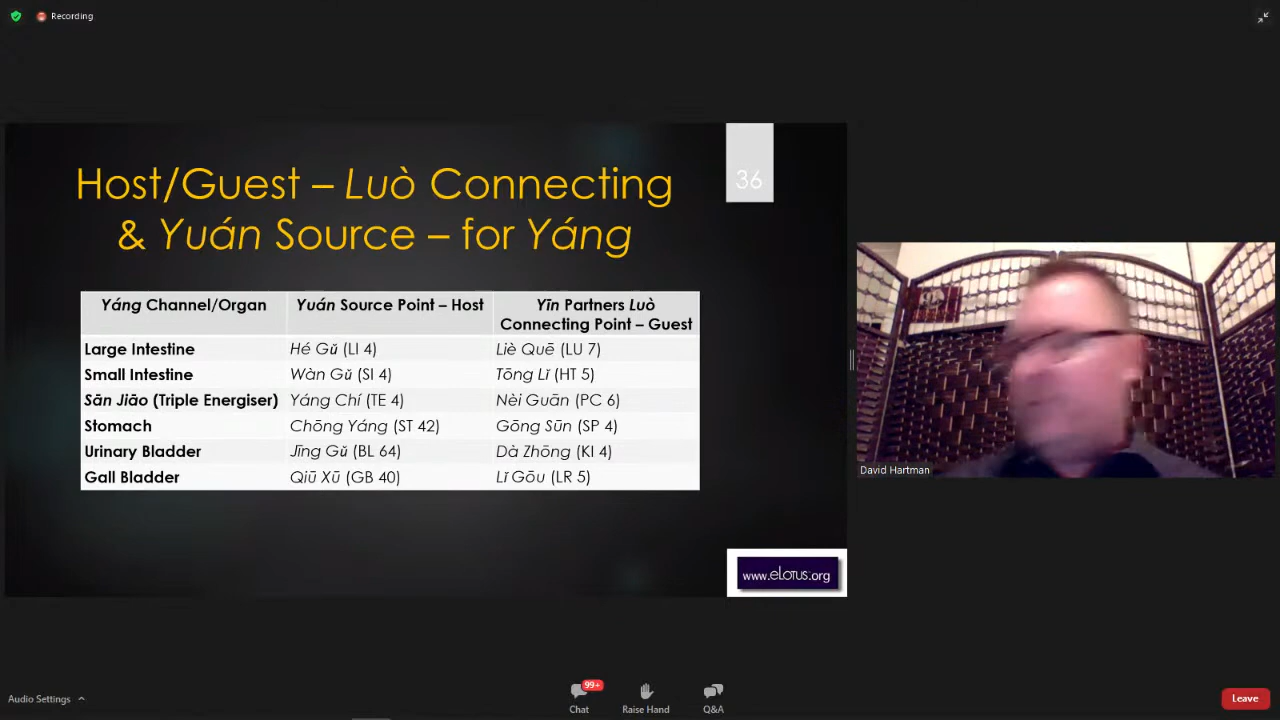 Recording
Host/Guest – Luò Connecting
& Yuán Source – for Yáng
36
Yáng Channel/Organ
Yuán Source Point – Host
Yīn Partners Luò
Connecting Point – Guest
Large Intestine
Hé Gǔ (LI 4)
Liè Quē (LU 7)
Small Intestine
Wàn Gǔ (SI 4)
Tōng Lǐ (HT 5)
Sān Jiāo (Triple Energiser)
Yáng Chí (TE 4)
Nèi Guān (PC 6)
Stomach
Chōng Yáng (ST 42)
Gōng Sūn (SP 4)
Urinary Bladder
Jīng Gǔ (BL 64)
Dà Zhōng (KI 4)
Gall Bladder
Qiū Xū (GB 40)
Lǐ Gōu (LR 5)
www.eLotus.org
David Hartman
Audio Settings
99+
Chat
Raise Hand
Q&A
Leave